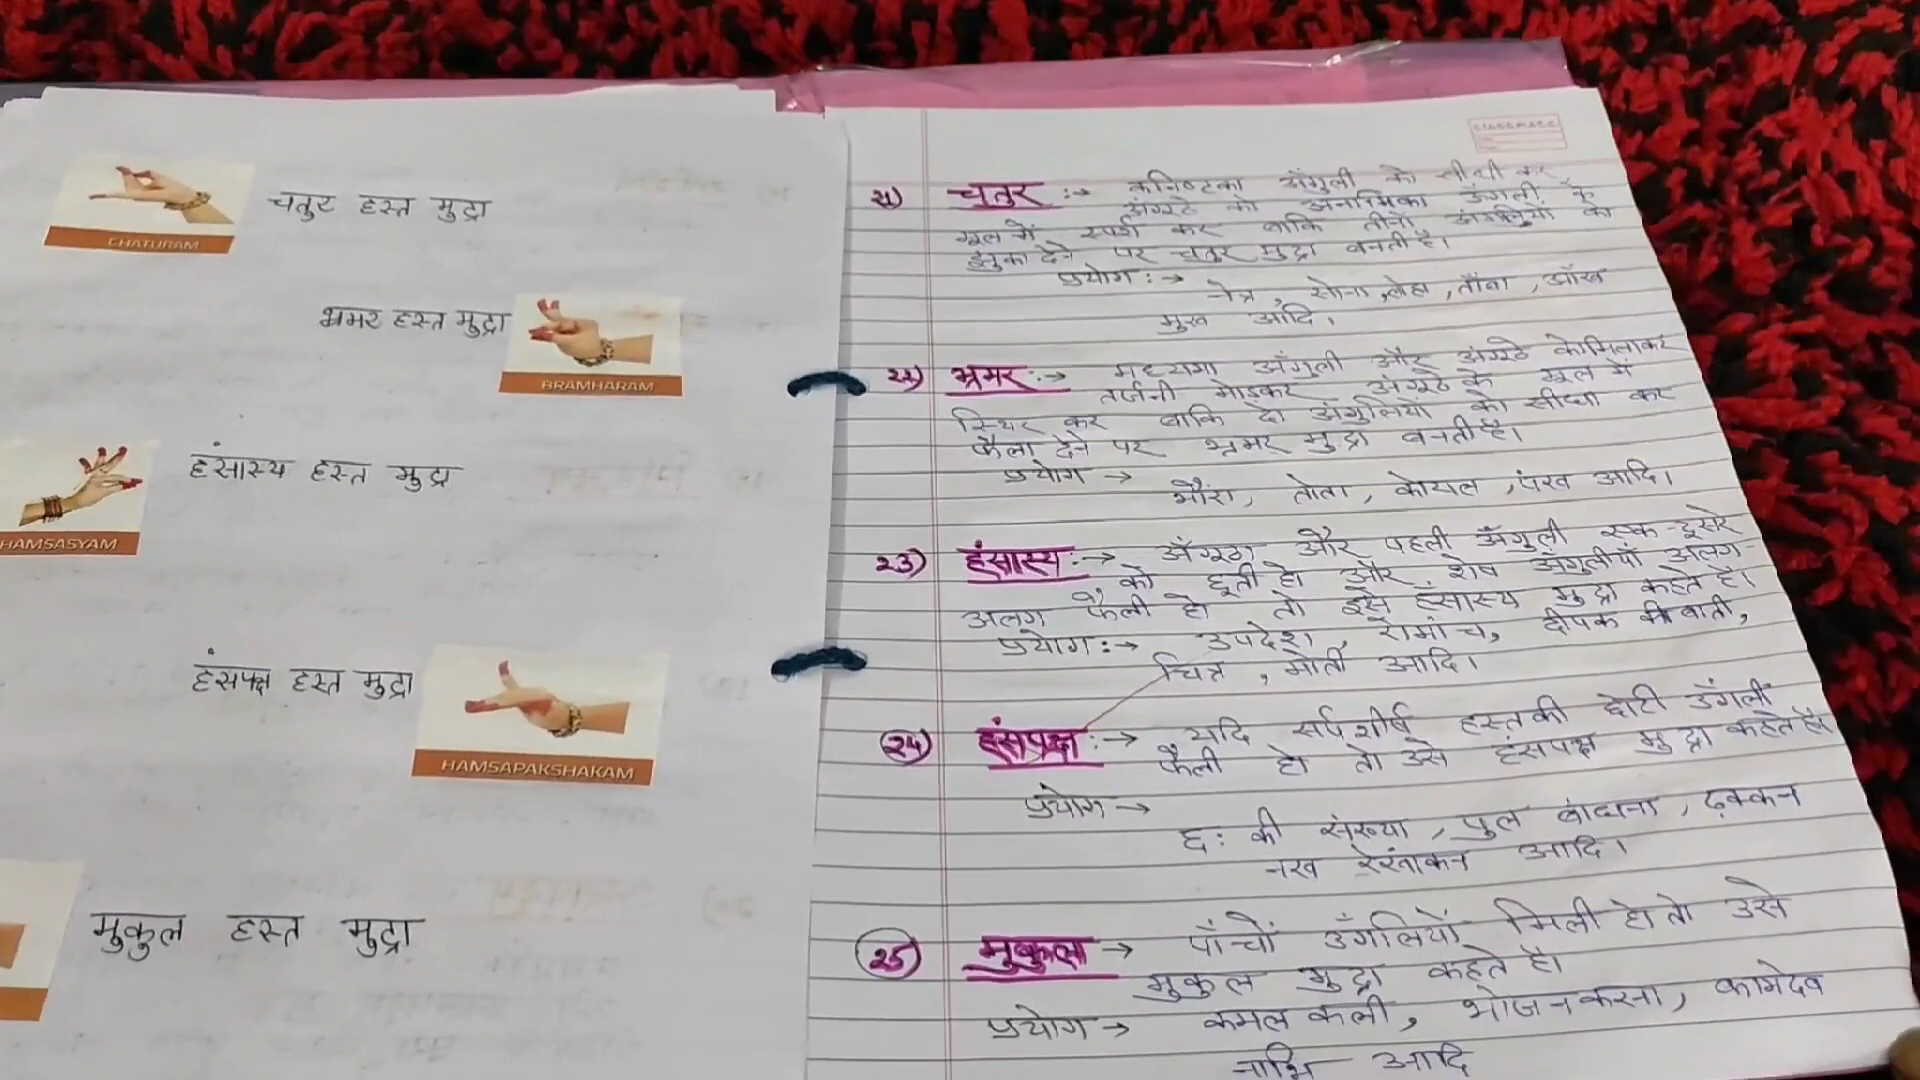 चतुर हस्त मुद्रा
CHATURAM
भ्रमर हस्त मुद्रा
BRAMHARAM
हंसास्य हस्त मुद्रा
HAMSASYAM
हंसपक्ष हस्त मुद्रा
HAMSAPAKSHAKAM
मुकुल हस्त मुद्रा
classmate
२१) चतुर :→ कनिष्टका अँगुली को सीधी कर
अंगूठे को अनामिका अँगली के
मूल में स्पर्श कर बाकि तीनो अंगुलियों को
झुका देने पर चतुर मुद्रा बनती है।
प्रयोग :→
नेत्र, सोना, लोहा, ताँबा, आँख
मुख आदि।
२२) भ्रमर :→ मध्यमा अँगुली और अंगूठे को मिलाकर
तर्जनी मोड़कर अंगूठे के मूल में
स्थिर कर बाकि दो अंगुलियों को सीधा कर
फैला देने पर भ्रमर मुद्रा बनती है।
प्रयोग →
भौंरा, तोता, कोयल, पंख आदि।
२३) हंसास्य :→ अँगूठा और पहली अँगुली एक-दूसरे
को छूती हो और शेष अँगुलीयाँ अलग-
अलग फैली हो तो इसे हंसास्य मुद्रा कहते है।
प्रयोग :→ उपदेश, रोमांच, दीपक की बाती,
चित्र, मोती आदि।
२४) हंसपक्ष :→ यदि सर्पशीर्ष हस्त की छोटी उँगली
फैली हो तो उसे हंसपक्ष मुद्रा कहते है।
प्रयोग →
छ: की संख्या, पुल बांधना, ढ़क्कन
नख रेखांकन आदि।
२५) मुकुल → पाँचों उँगलियाँ मिली हो तो उसे
मुकुल मुद्रा कहते है।
प्रयोग → कमल कली, भोजन करना, कामदेव
नाभि आदि